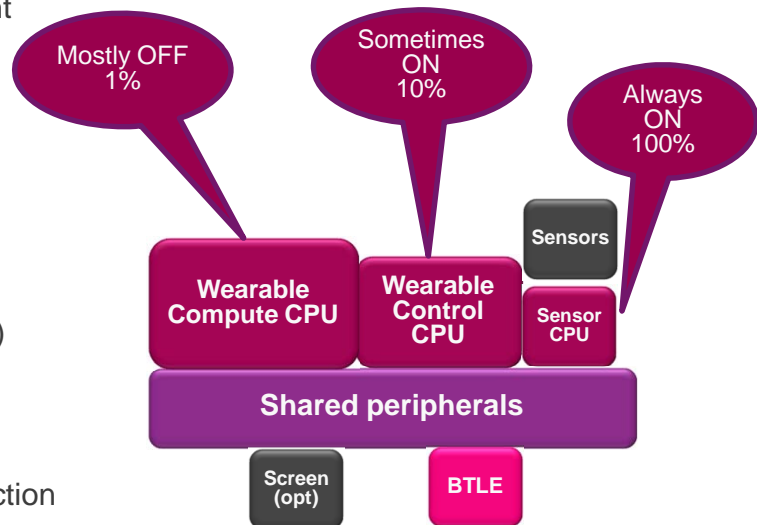 Mostly OFF
1%
Sometimes
ON
10%
Always
ON
100%
Sensors
Wearable
Compute CPU
Wearable
Control
CPU
Sensor
CPU
)
Shared peripherals
Screen
(opt)
BTLE